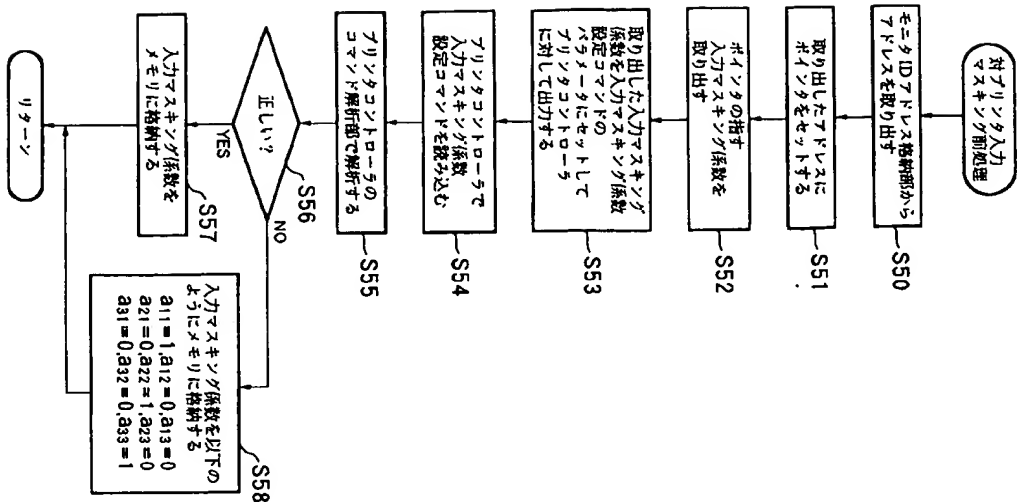 対プリンタ入力
マスキング前処理
モニタIDアドレス格納部から
アドレスを取り出す
S50
取り出したアドレスに
ポインタをセットする
S51
ポインタの指す
入力マスキング係数を
取り出す
S52
取り出した入力マスキング
係数を入力マスキング係数
設定コマンドの
パラメータにセットして
プリンタコントローラ
に対して出力する
S53
プリンタコントローラで
入力マスキング係数
設定コマンドを読み込む
S54
プリンタコントローラの
コマンド解析部で解析する
S55
正しい?
S56
YES
NO
入力マスキング係数を
メモリに格納する
S57
入力マスキング係数を以下の
ようにメモリに格納する
a11=1,a12=0,a13=0
a21=0,a22=1,a23=0
a31=0,a32=0,a33=1
S58
リターン